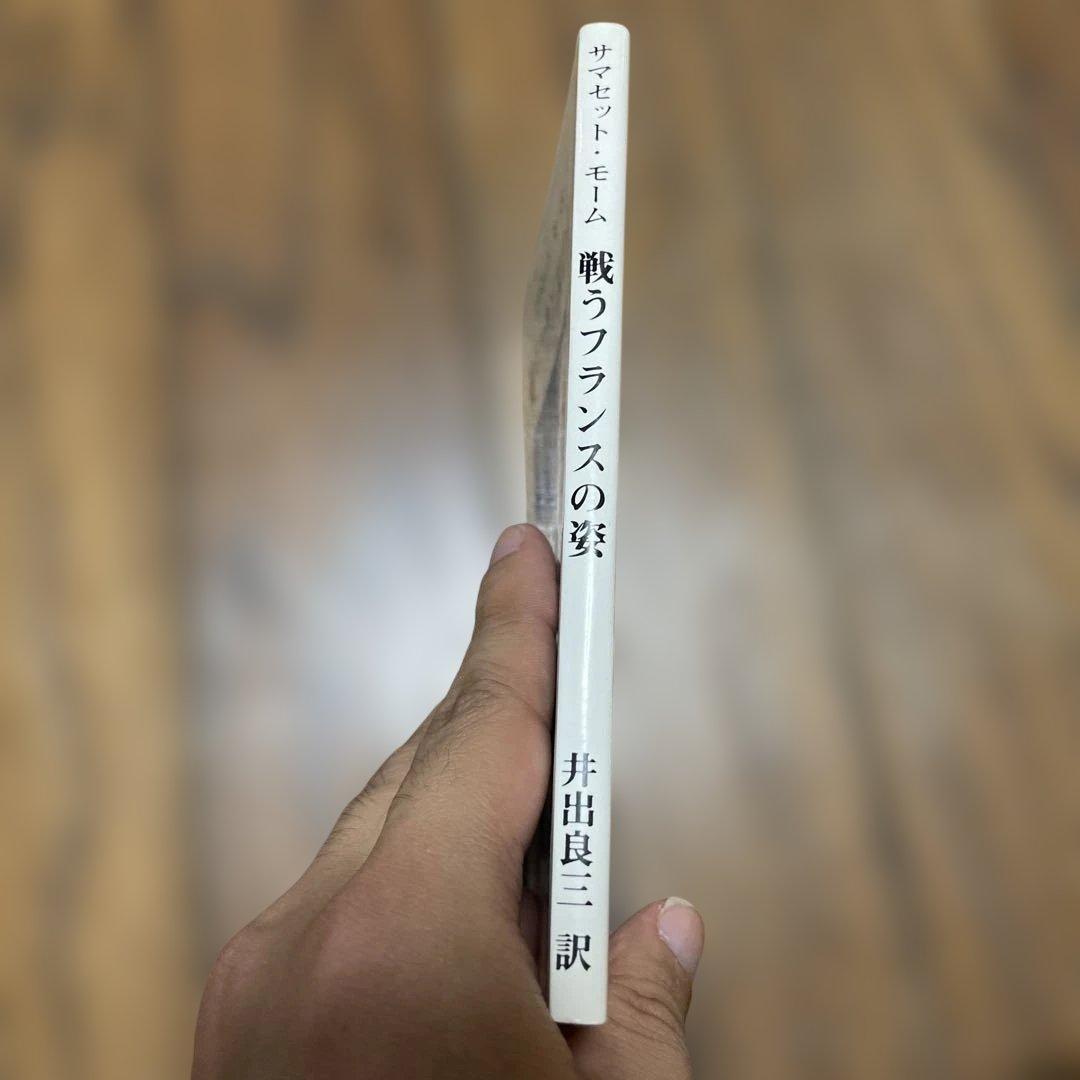 サマセット・モーム
戦うフランスの姿
井出良三 訳